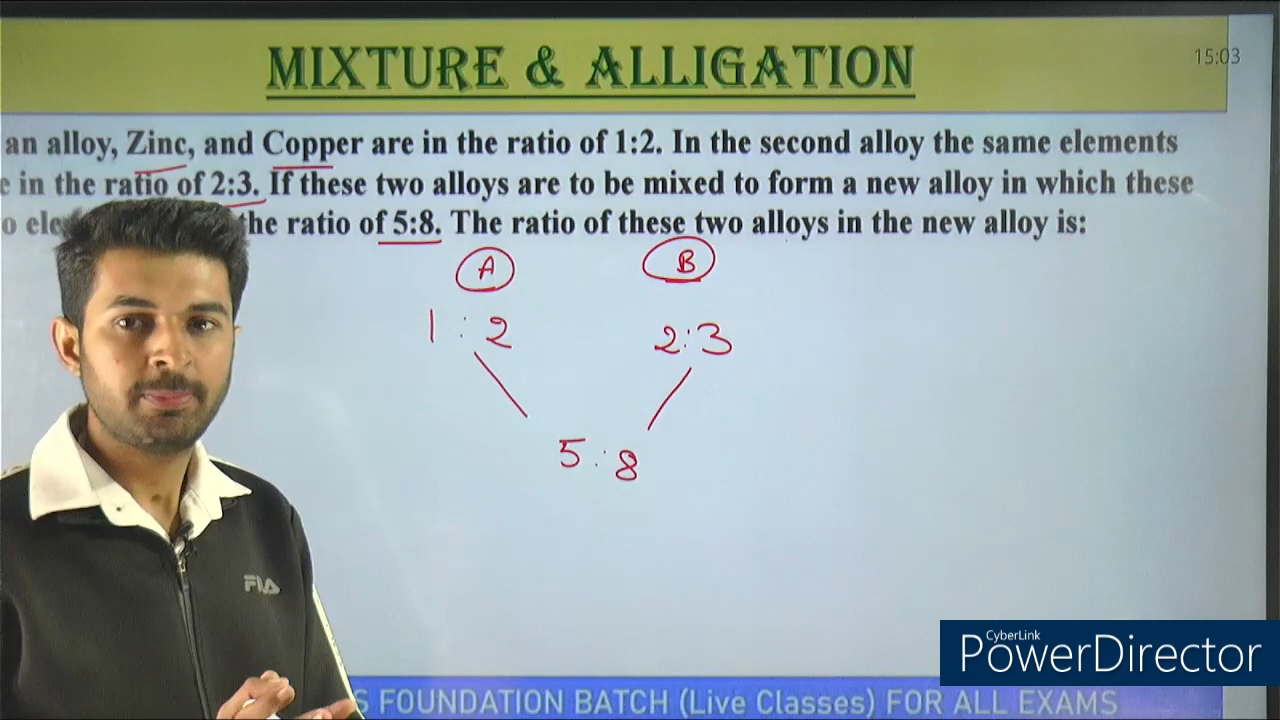 MIXTURE & ALLIGATION
15:03
an alloy, Zinc, and Copper are in the ratio of 1:2. In the second alloy the same elements
e in the ratio of 2:3. If these two alloys are to be mixed to form a new alloy in which these
o ele the ratio of 5:8. The ratio of these two alloys in the new alloy is:
A B
1 : 2 2:3
5:8
FILA
CyberLink
PowerDirector
S FOUNDATION BATCH (Live Classes) FOR ALL EXAMS